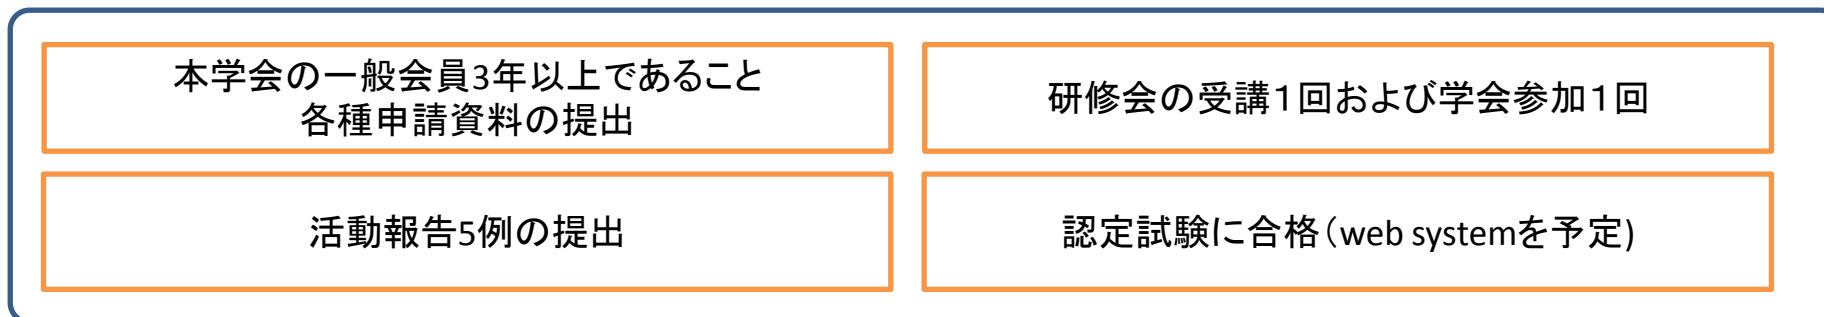 本学会の一般会員3年以上であること
各種申請資料の提出
研修会の受講１回および学会参加１回
活動報告5例の提出
認定試験に合格（web systemを予定)